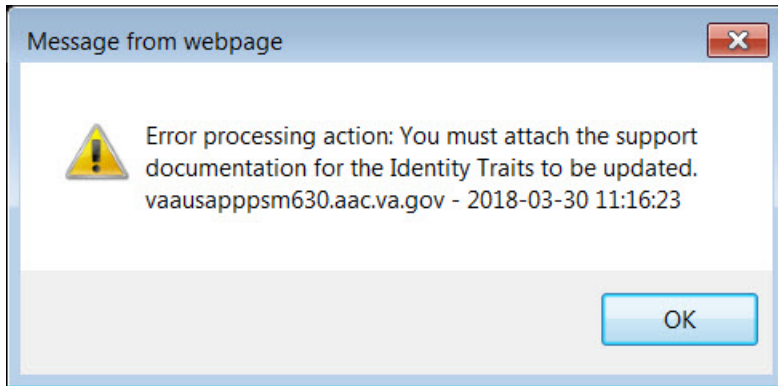 Message from webpage
Error processing action: You must attach the support
documentation for the Identity Traits to be updated.
vaausapppsm630.aac.va.gov - 2018-03-30 11:16:23
OK